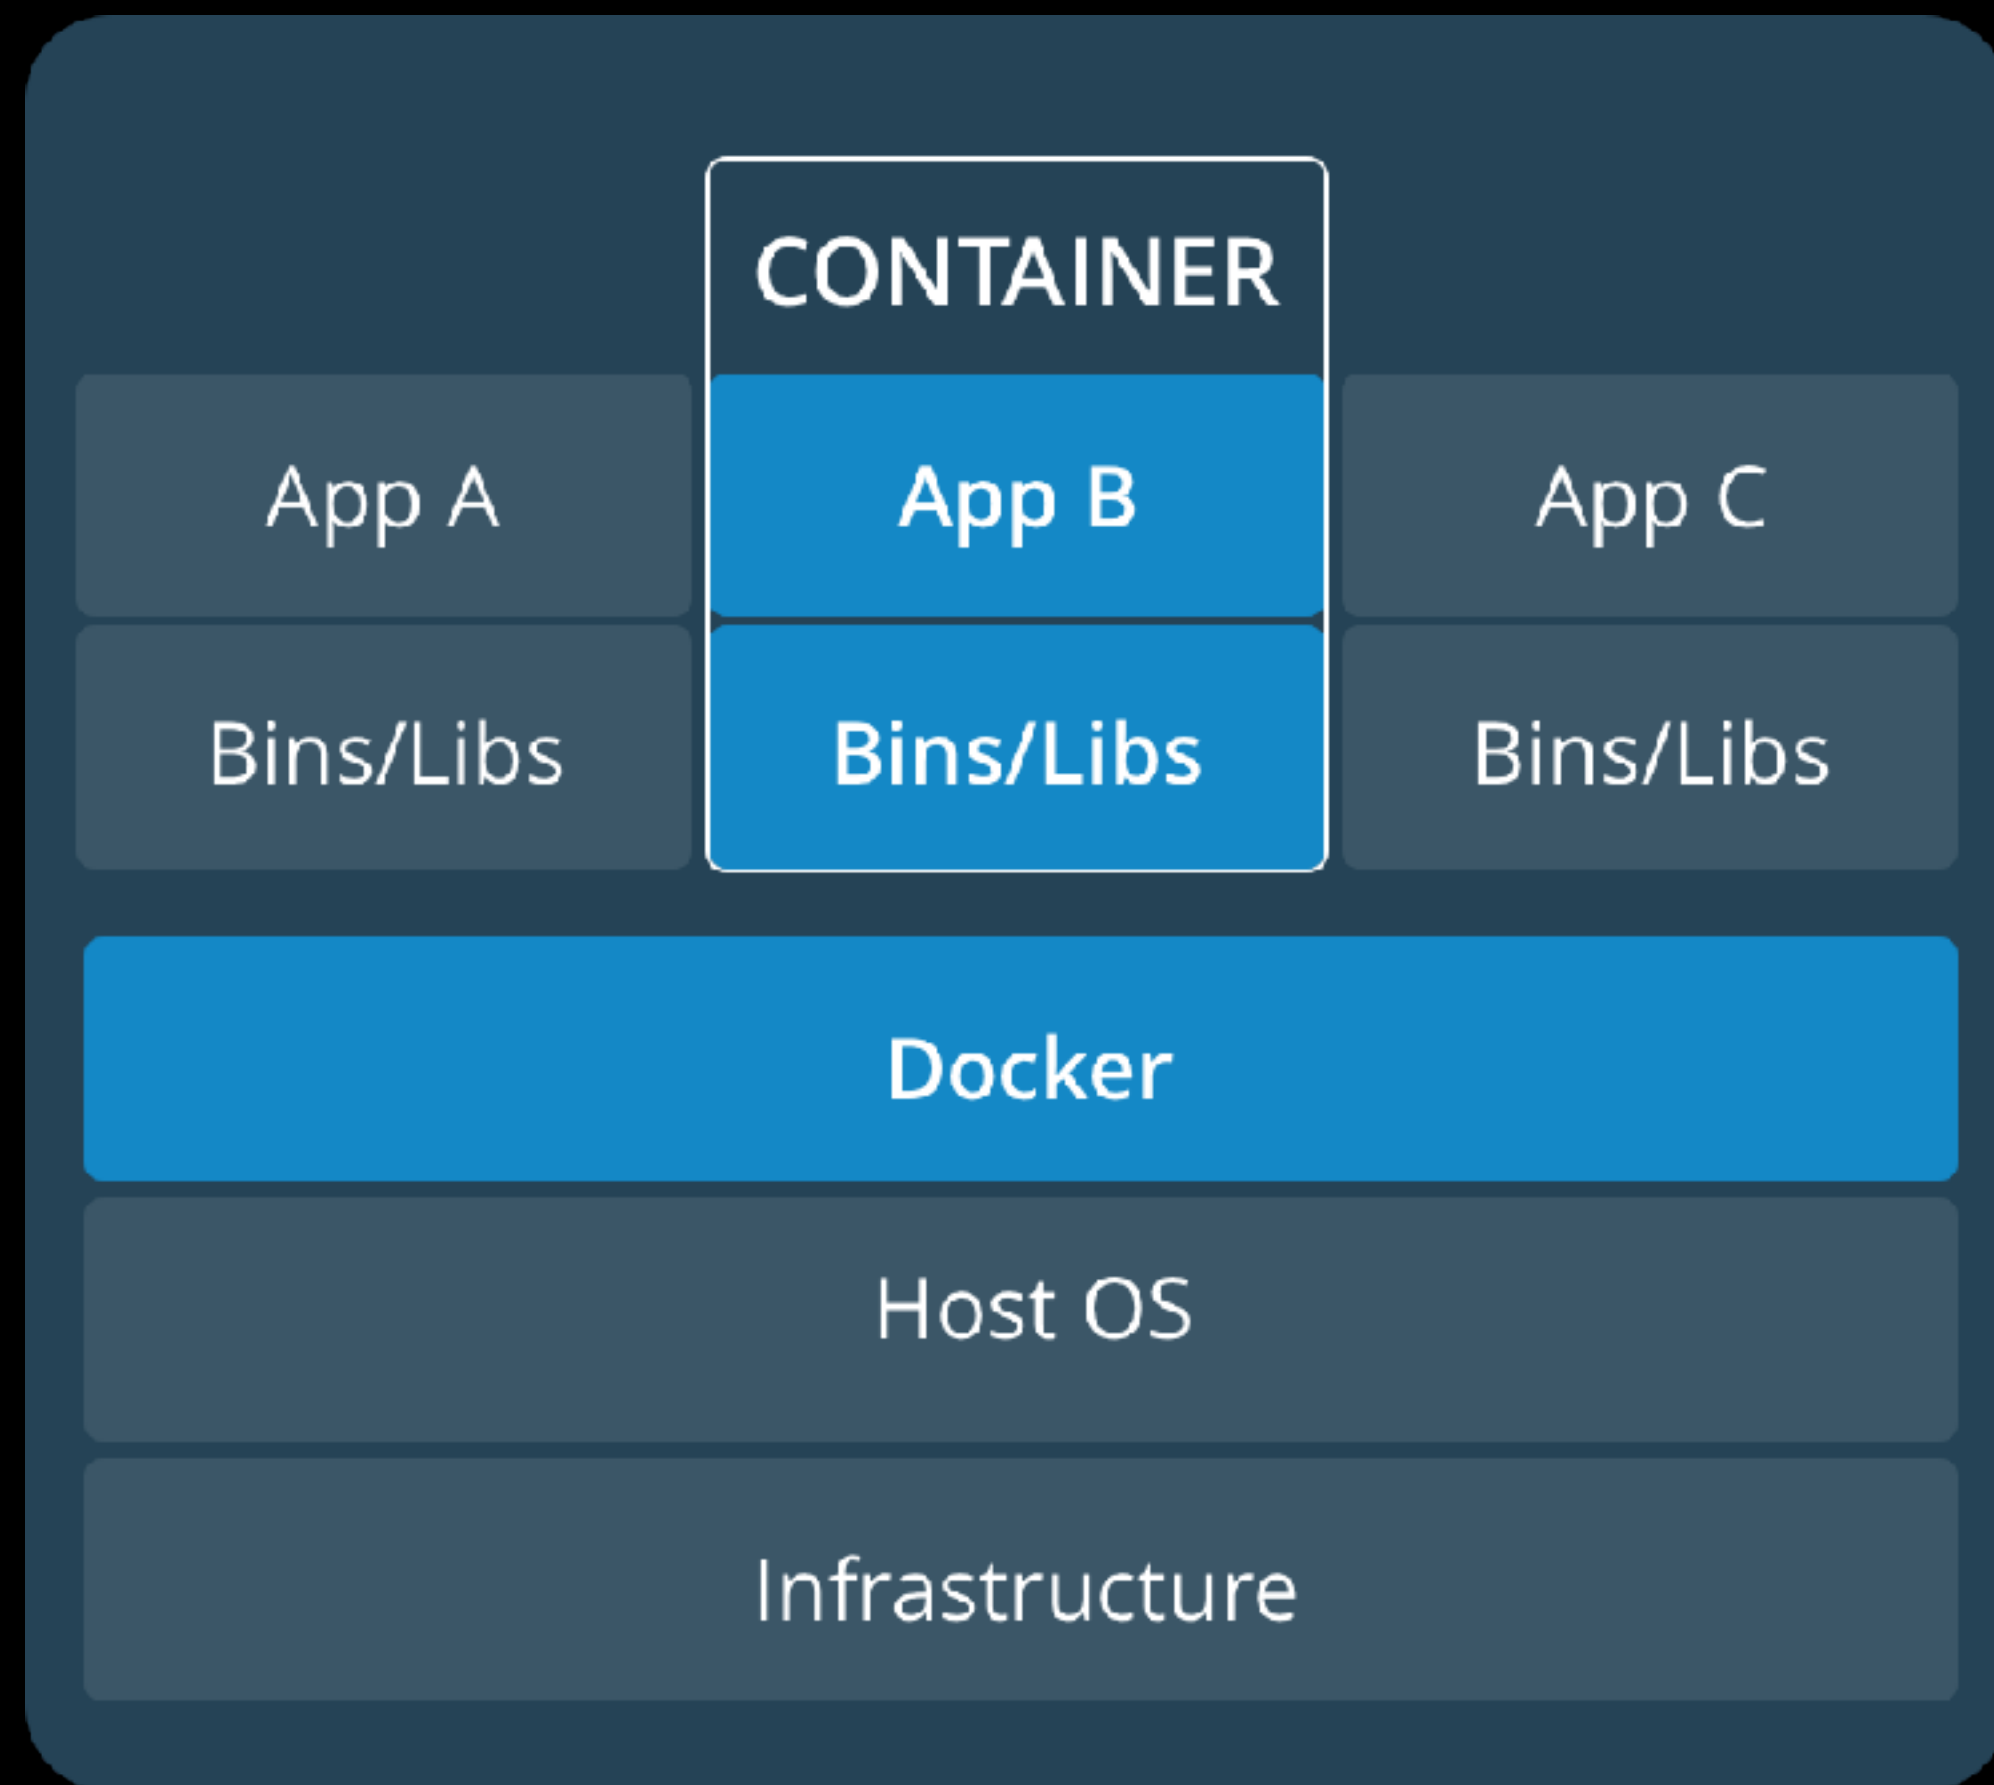 CONTAINER
App A
App B
App C
Bins/Libs
Bins/Libs
Bins/Libs
Docker
Host OS
Infrastructure